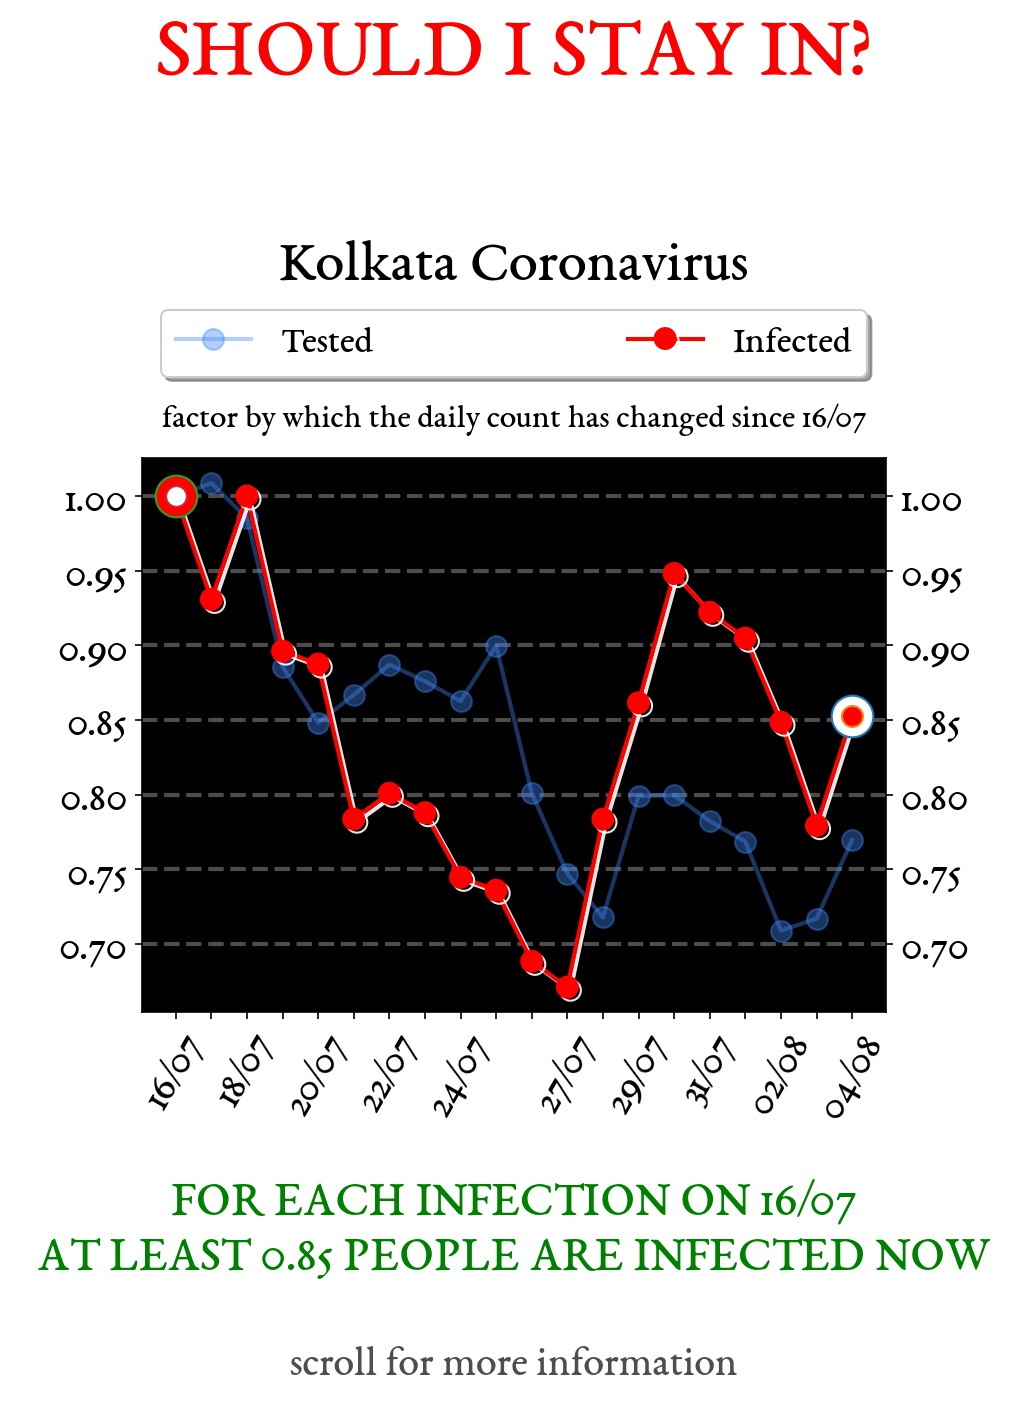 SHOULD I STAY IN?
Kolkata Coronavirus
Tested Infected
factor by which the daily count has changed since 16/07
1.00 1.00
0.95 0.95
0.90 0.90
0.85 0.85
0.80 0.80
0.75 0.75
0.70 0.70
16/07 18/07 20/07 22/07 24/07 27/07 29/07 31/07 02/08 04/08
FOR EACH INFECTION ON 16/07
AT LEAST 0.85 PEOPLE ARE INFECTED NOW
scroll for more information